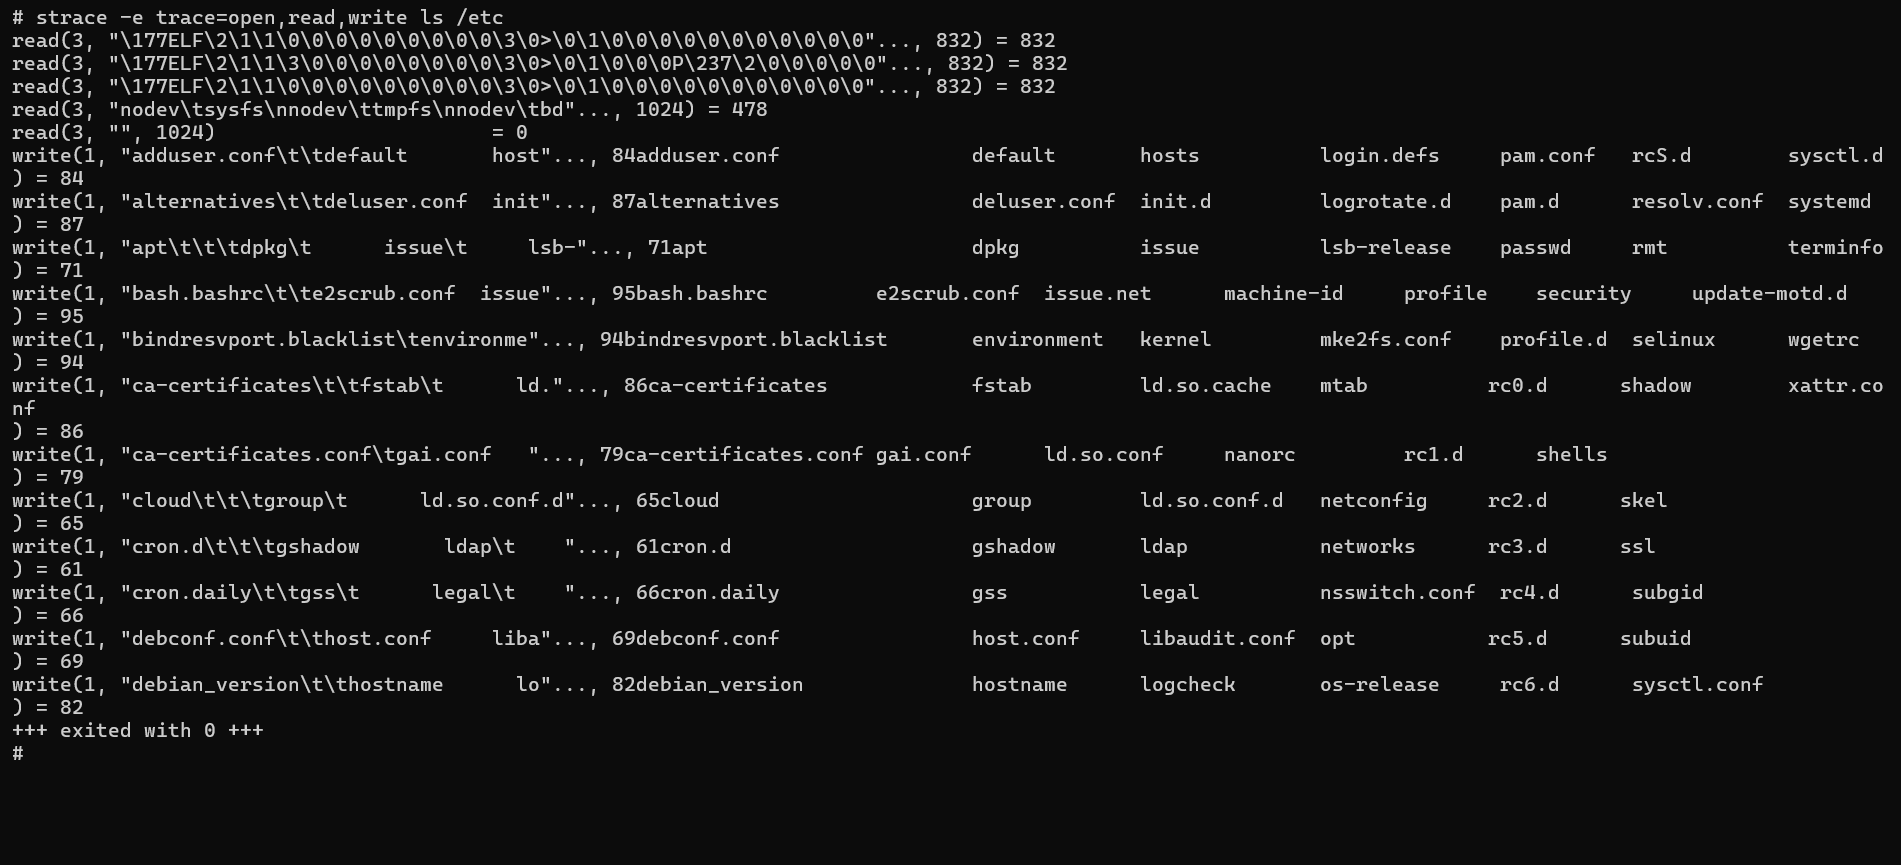 # strace -e trace=open,read,write ls /etc
read(3, "\177ELF\2\1\1\0\0\0\0\0\0\0\0\0\3\0>\0\1\0\0\0\0\0\0\0\0\0\0\0"..., 832) = 832
read(3, "\177ELF\2\1\1\3\0\0\0\0\0\0\0\0\3\0>\0\1\0\0\0P\237\2\0\0\0\0\0"..., 832) = 832
read(3, "\177ELF\2\1\1\0\0\0\0\0\0\0\0\0\3\0>\0\1\0\0\0\0\0\0\0\0\0\0\0"..., 832) = 832
read(3, "nodev\tsysfs\nnodev\ttmpfs\nnodev\tbd"..., 1024) = 478
read(3, "", 1024)                       = 0
write(1, "adduser.conf\t\tdefault       host"..., 84adduser.conf                default       hosts          login.defs     pam.conf   rcS.d        sysctl.d
) = 84
write(1, "alternatives\t\tdeluser.conf  init"..., 87alternatives                deluser.conf  init.d         logrotate.d    pam.d      resolv.conf  systemd
) = 87
write(1, "apt\t\t\t\tdpkg\t      issue\t     lsb-"..., 71apt                      dpkg          issue          lsb-release    passwd     rmt          terminfo
) = 71
write(1, "bash.bashrc\t\te2scrub.conf  issue"..., 95bash.bashrc         e2scrub.conf  issue.net      machine-id     profile    security     update-motd.d
) = 95
write(1, "bindresvport.blacklist\tenvironme"..., 94bindresvport.blacklist       environment   kernel         mke2fs.conf    profile.d  selinux      wgetrc
) = 94
write(1, "ca-certificates\t\tfstab\t      ld."..., 86ca-certificates            fstab         ld.so.cache    mtab          rc0.d      shadow        xattr.co
nf
) = 86
write(1, "ca-certificates.conf\tgai.conf   "..., 79ca-certificates.conf gai.conf      ld.so.conf     nanorc         rc1.d      shells
) = 79
write(1, "cloud\t\t\tgroup\t      ld.so.conf.d"..., 65cloud                     group         ld.so.conf.d   netconfig     rc2.d      skel
) = 65
write(1, "cron.d\t\t\tgshadow       ldap\t    "..., 61cron.d                    gshadow       ldap           networks      rc3.d      ssl
) = 61
write(1, "cron.daily\t\tgss\t      legal\t    "..., 66cron.daily                gss           legal          nsswitch.conf  rc4.d      subgid
) = 66
write(1, "debconf.conf\t\thost.conf     liba"..., 69debconf.conf                host.conf     libaudit.conf  opt           rc5.d      subuid
) = 69
write(1, "debian_version\t\thostname      lo"..., 82debian_version              hostname      logcheck       os-release     rc6.d      sysctl.conf
) = 82
+++ exited with 0 +++
#